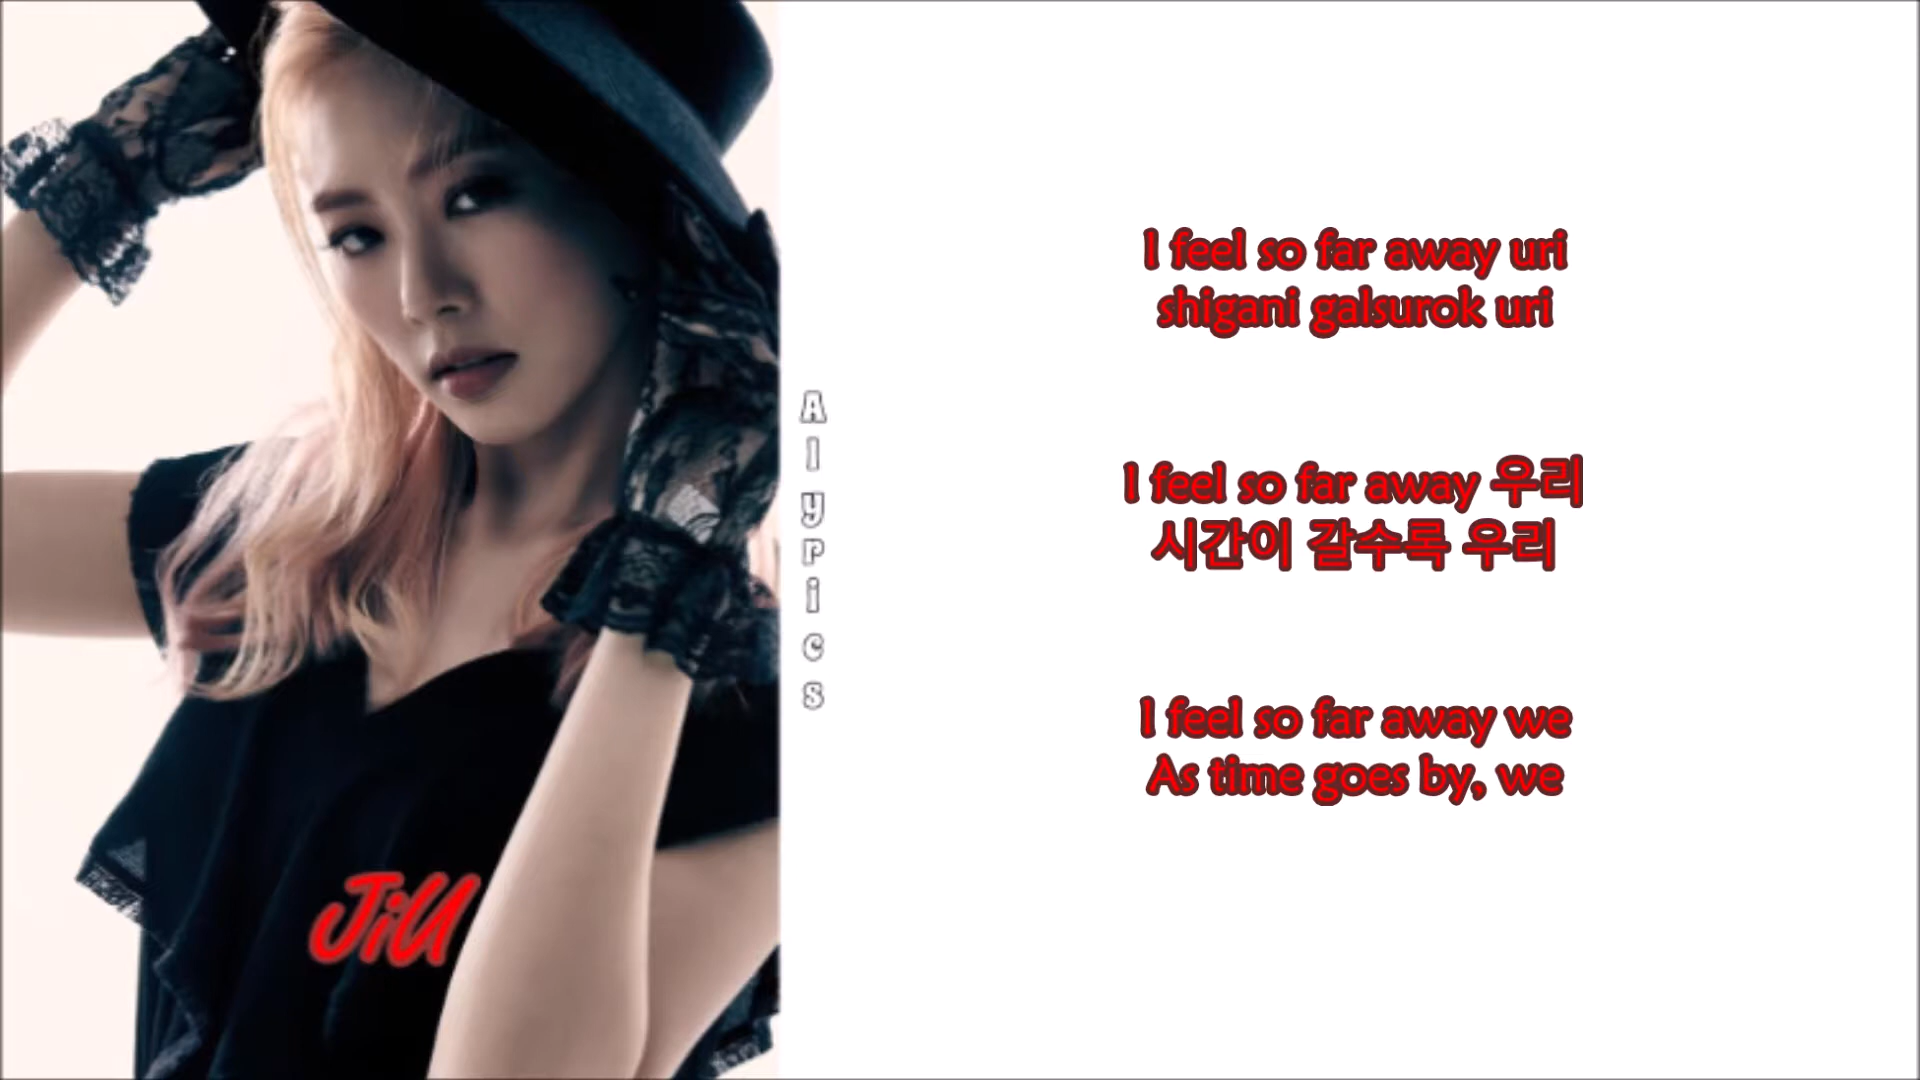 I feel so far away uri
shigani galsurok uri
I feel so far away 우리
시간이 갈수록 우리
I feel so far away we
As time goes by, we
Alypics
JiU